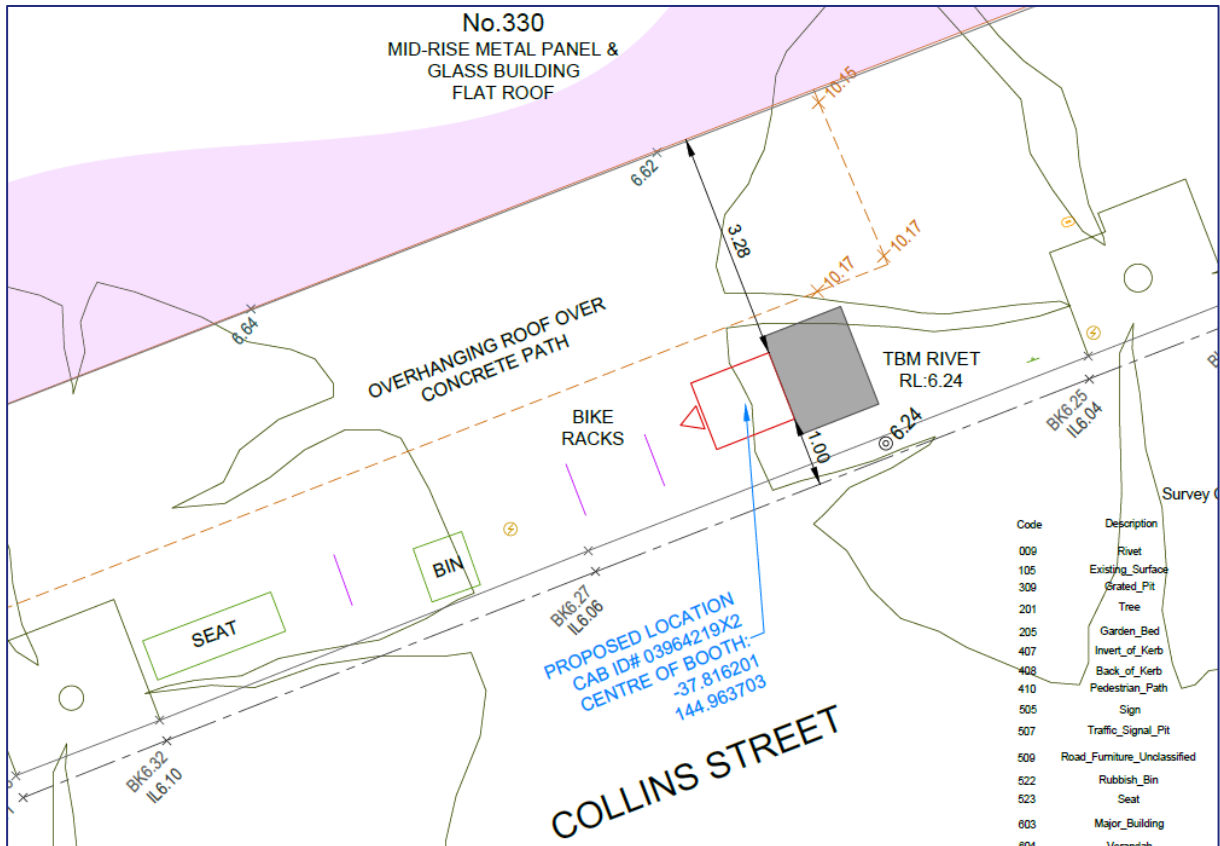 No.330
MID-RISE METAL PANEL &
GLASS BUILDING
FLAT ROOF
10.15
6.62
3.28
10.17
10.17
6.64
OVERHANGING ROOF OVER
CONCRETE PATH
TBM RIVET
RL:6.24
BIKE
RACKS
6.24
1.00
BK6.25
IL6.04
BIN
SEAT
BK6.27
IL6.06
BK6.32
IL6.10
PROPOSED LOCATION
CAB ID# 03964219X2
CENTRE OF BOOTH:
-37.816201
144.963703
COLLINS STREET
Survey
Code Description
009 Rivet
105 Existing_Surface
309 Grated_Pit
201 Tree
205 Garden_Bed
407 Invert_of_Kerb
408 Back_of_Kerb
410 Pedestrian_Path
505 Sign
507 Traffic_Signal_Pit
509 Road_Furniture_Unclassified
522 Rubbish_Bin
523 Seat
603 Major_Building
604 Verandah